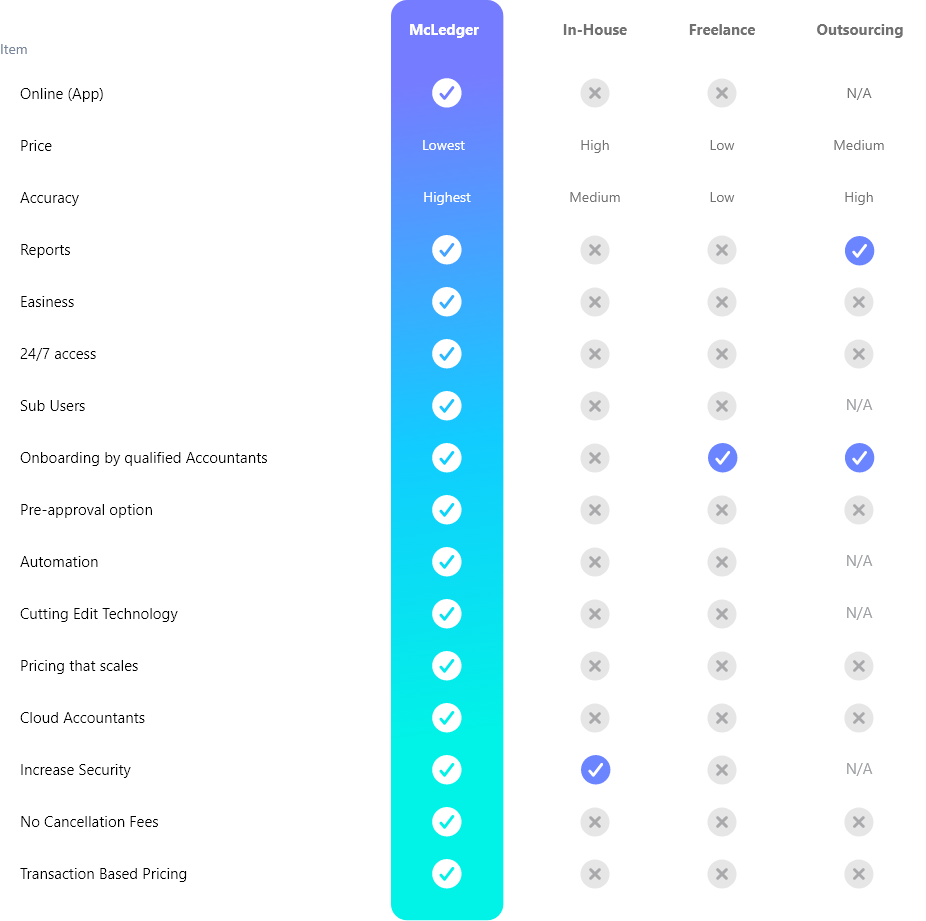 McLedger In-House Freelance Outsourcing
Item
Online (App) N/A
Price Lowest High Low Medium
Accuracy Highest Medium Low High
Reports
Easiness
24/7 access
Sub Users N/A
Onboarding by qualified Accountants
Pre-approval option
Automation N/A
Cutting Edit Technology N/A
Pricing that scales
Cloud Accountants
Increase Security N/A
No Cancellation Fees
Transaction Based Pricing